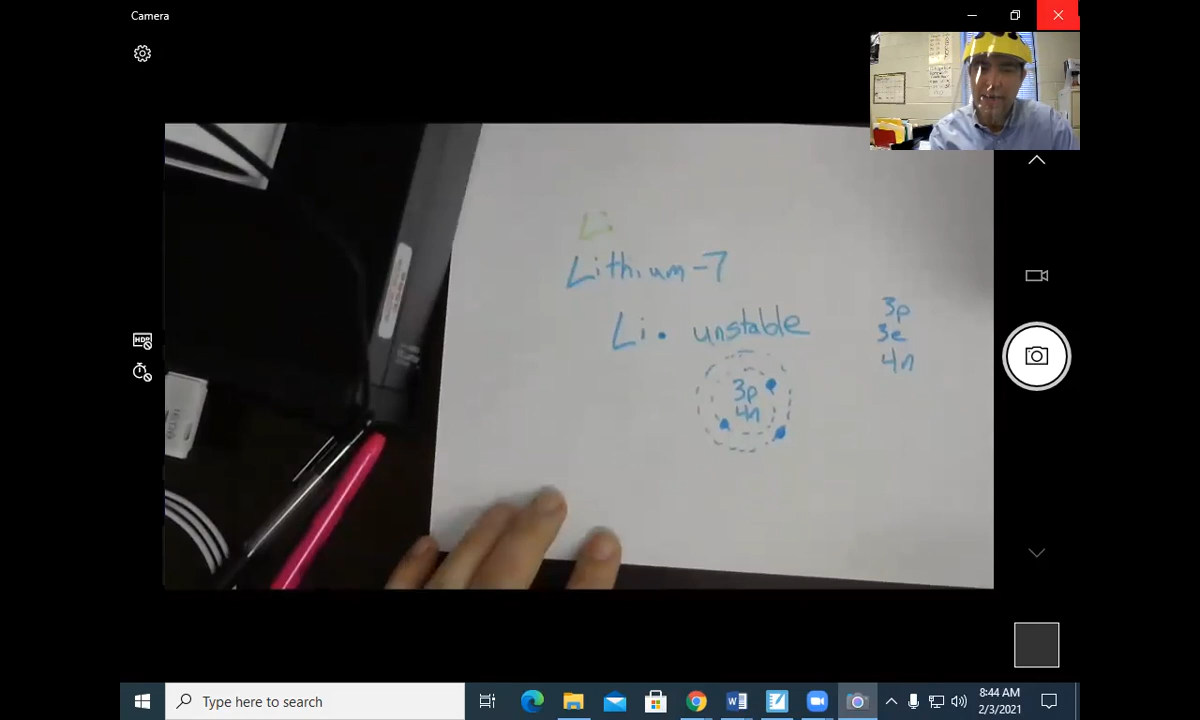 Camera
Li
Lithium-7
Li. unstable
3p
3e
4n
3p
4n
Type here to search
8:44 AM
2/3/2021